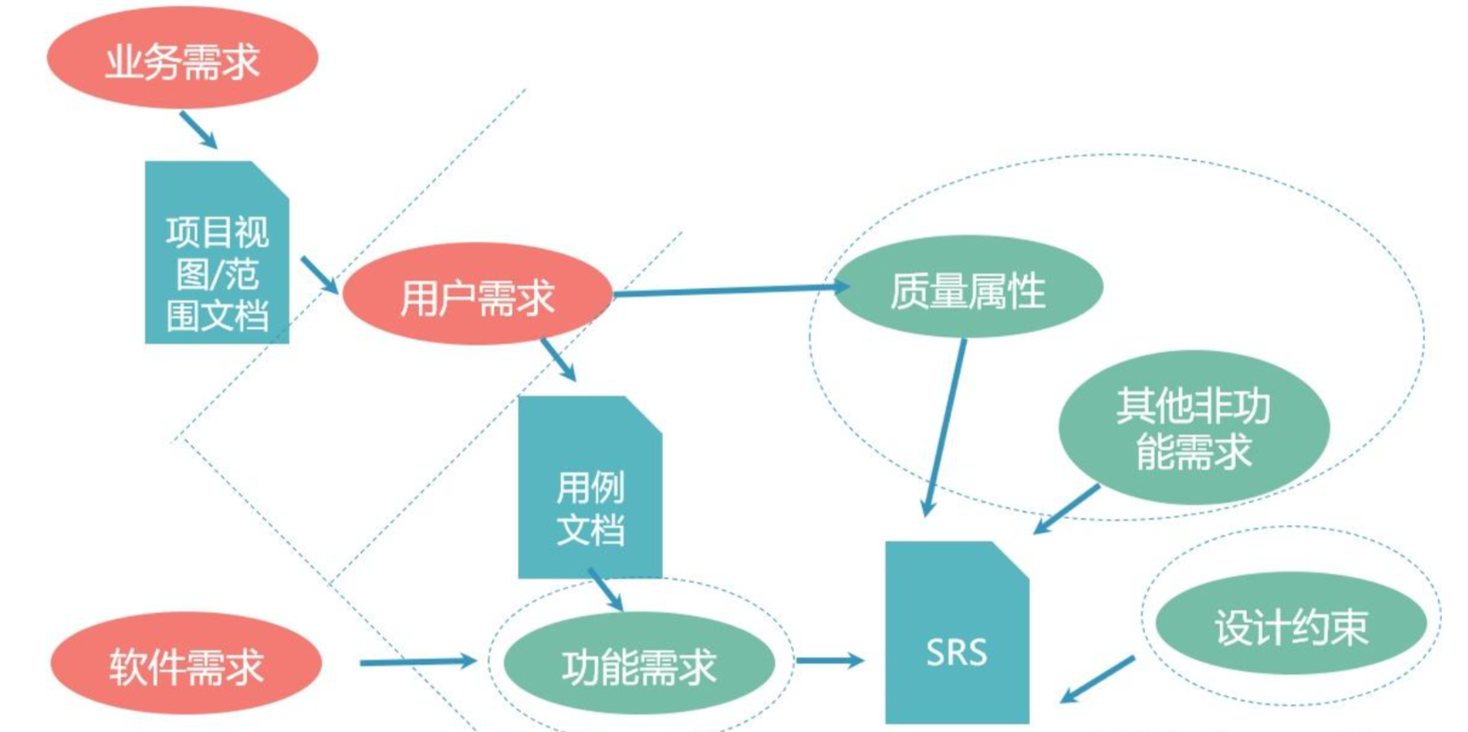 业务需求
项目视
图/范
围文档
用户需求
质量属性
其他非功
能需求
用例
文档
软件需求
功能需求
SRS
设计约束